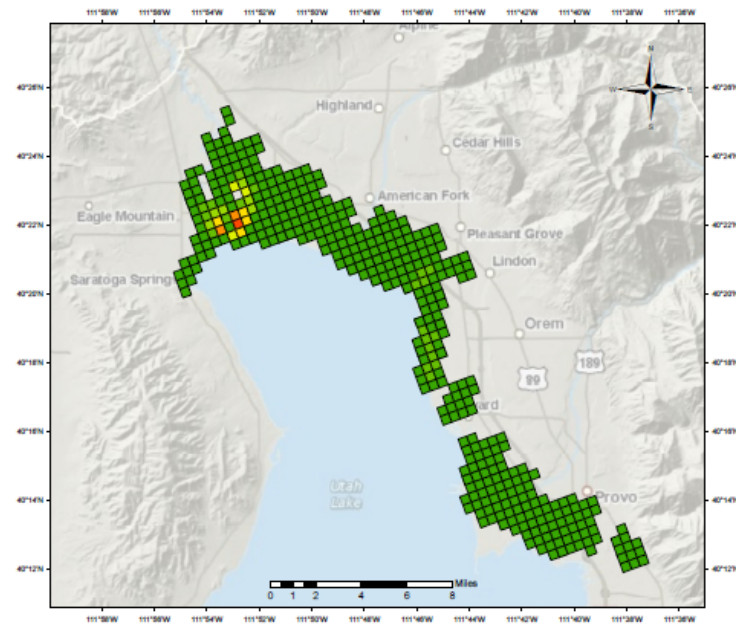 111°58'W 111°56'W 111°54'W 111°52'W 111°50'W 111°48'W 111°46'W 111°44'W 111°42'W 111°40'W 111°38'W 111°36'W
Alpine
N
40°26'N 40°26'N
W E
Highland
S
Cedar Hills
40°24'N 40°24'N
American Fork
Eagle Mountain
40°22'N 40°22'N
Pleasant Grove
Lindon
Saratoga Springs
40°20'N 40°20'N
Orem
40°18'N 40°18'N
189
89
ard
40°16'N 40°16'N
Utah
Lake
Provo
40°14'N 40°14'N
40°12'N 40°12'N
Miles
0 1 2 4 6 8
111°58'W 111°56'W 111°54'W 111°52'W 111°50'W 111°48'W 111°46'W 111°44'W 111°42'W 111°40'W 111°38'W 111°36'W